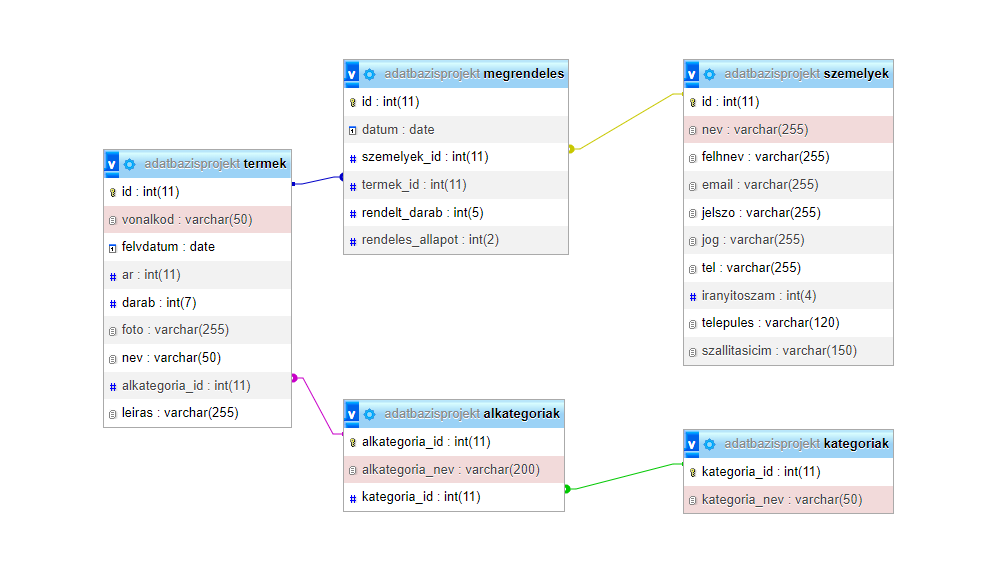 adatbazisprojekt termek
id : int(11)
vonalkod : varchar(50)
felvdatum : date
ar : int(11)
darab : int(7)
foto : varchar(255)
nev : varchar(50)
alkategoria_id : int(11)
leiras : varchar(255)
adatbazisprojekt megrendeles
id : int(11)
datum : date
szemelyek_id : int(11)
termek_id : int(11)
rendelt_darab : int(5)
rendeles_allapot : int(2)
adatbazisprojekt alkategoriak
alkategoria_id : int(11)
alkategoria_nev : varchar(200)
kategoria_id : int(11)
adatbazisprojekt szemelyek
id : int(11)
nev : varchar(255)
felhnev : varchar(255)
email : varchar(255)
jelszo : varchar(255)
jog : varchar(255)
tel : varchar(255)
iranyitoszam : int(4)
telepules : varchar(120)
szallitasicim : varchar(150)
adatbazisprojekt kategoriak
kategoria_id : int(11)
kategoria_nev : varchar(50)